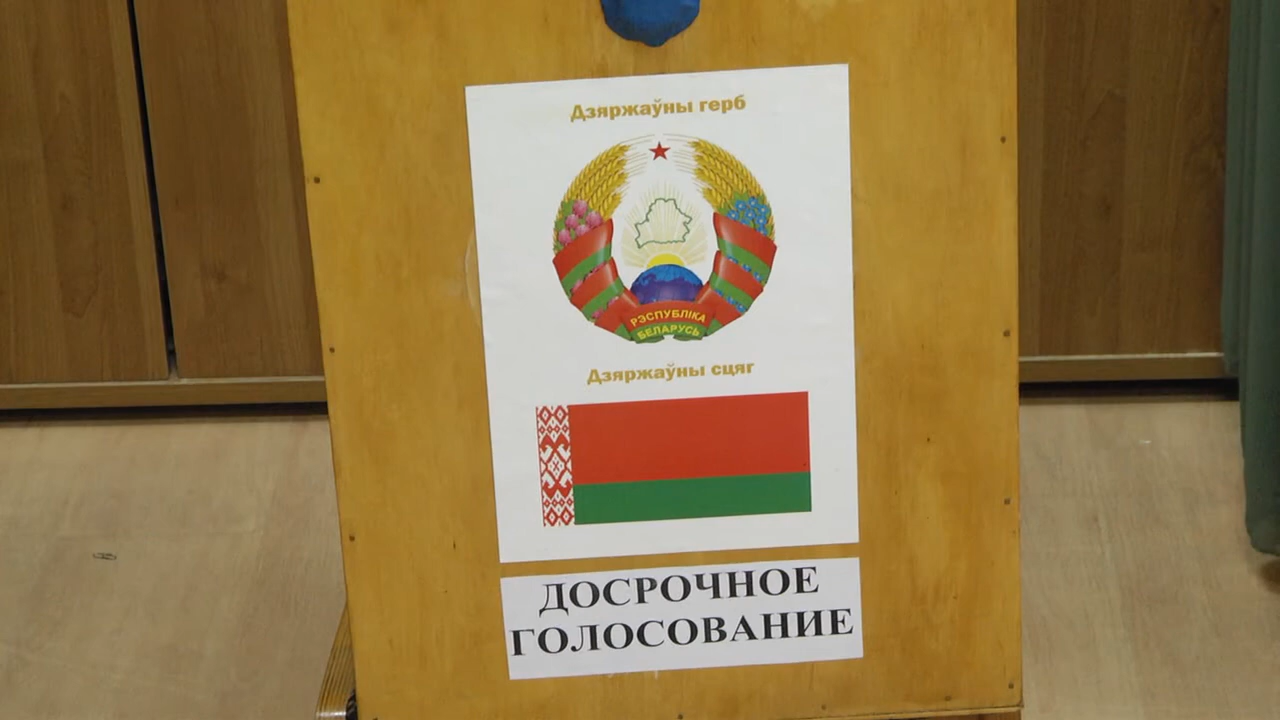 Дзяржаўны герб
РЭСПУБЛІКА
БЕЛАРУСЬ
Дзяржаўны сцяг
ДОСРОЧНОЕ
ГОЛОСОВАНИЕ